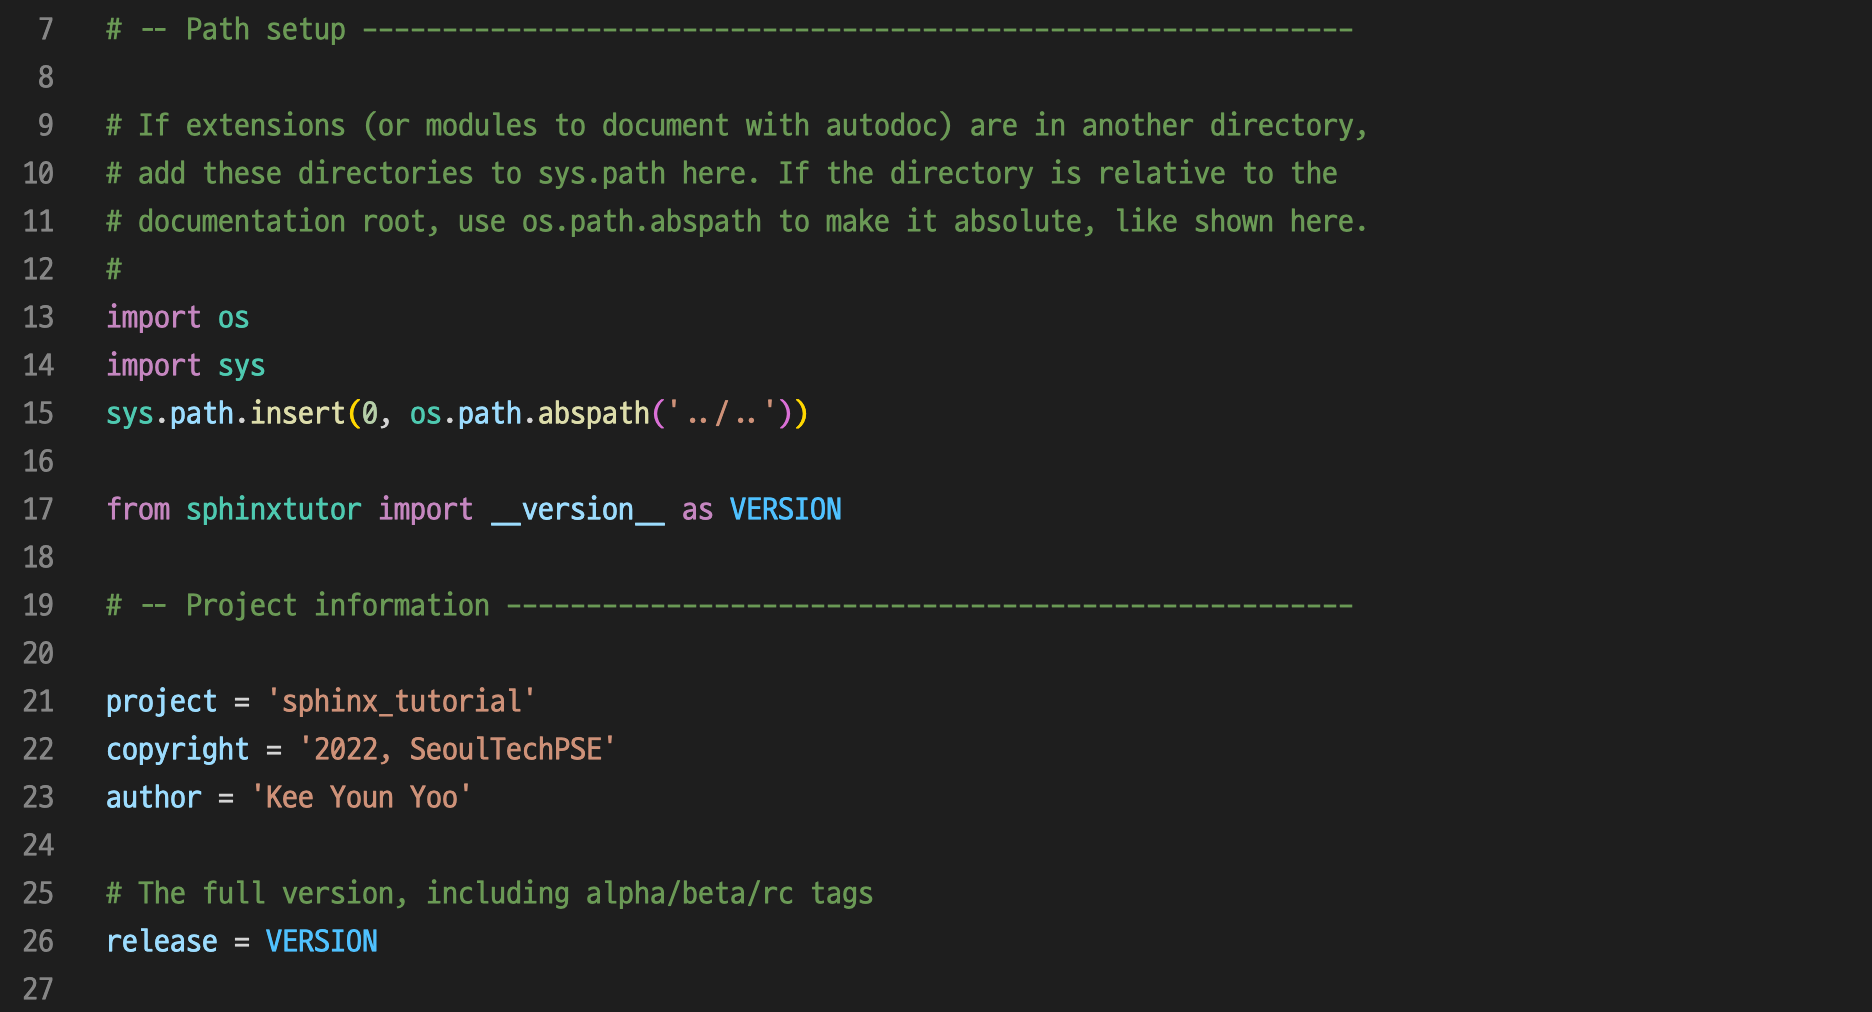 7 # -- Path setup --------------------------------------------------------------
8
9 # If extensions (or modules to document with autodoc) are in another directory,
10 # add these directories to sys.path here. If the directory is relative to the
11 # documentation root, use os.path.abspath to make it absolute, like shown here.
12 #
13 import os
14 import sys
15 sys.path.insert(0, os.path.abspath('../..'))
16
17 from sphinxtutor import __version__ as VERSION
18
19 # -- Project information -----------------------------------------------------
20
21 project = 'sphinx_tutorial'
22 copyright = '2022, SeoulTechPSE'
23 author = 'Kee Youn Yoo'
24
25 # The full version, including alpha/beta/rc tags
26 release = VERSION
27